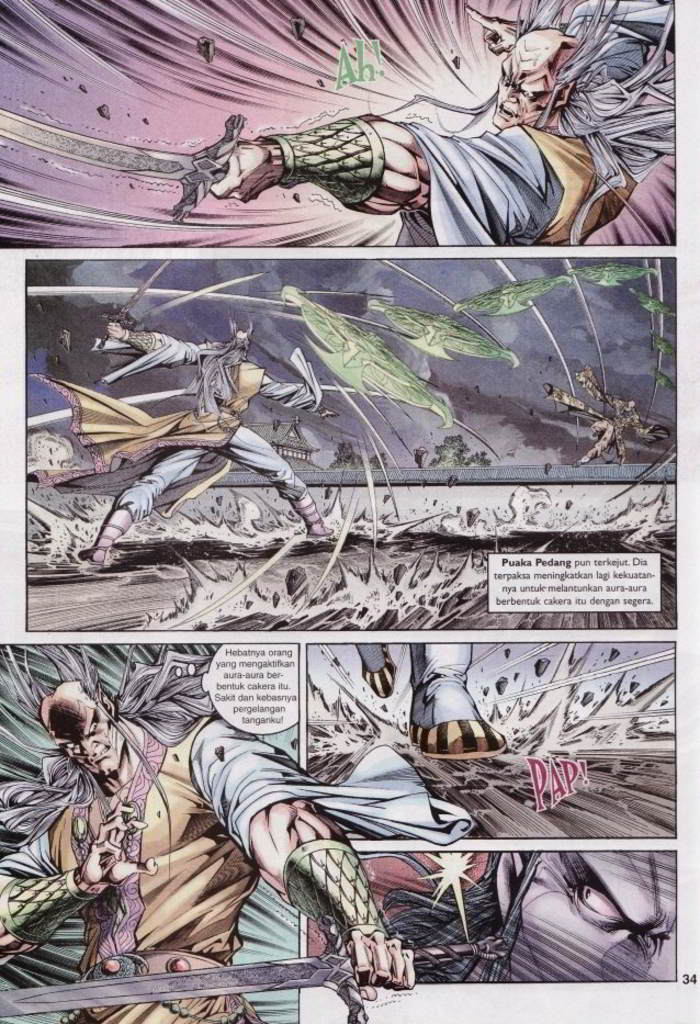 Ah!
Puaka Pedang pun terkejut. Dia
terpaksa meningkatkan lagi kekuatan-
nya untuk melantunkan aura-aura
berbentuk cakera itu dengan segera.
Hebatnya orang
yang mengaktifkan
aura-aura ber-
bentuk cakera itu.
Sakit dan kebasnya
pergelangan
tanganku!
PAP!
34